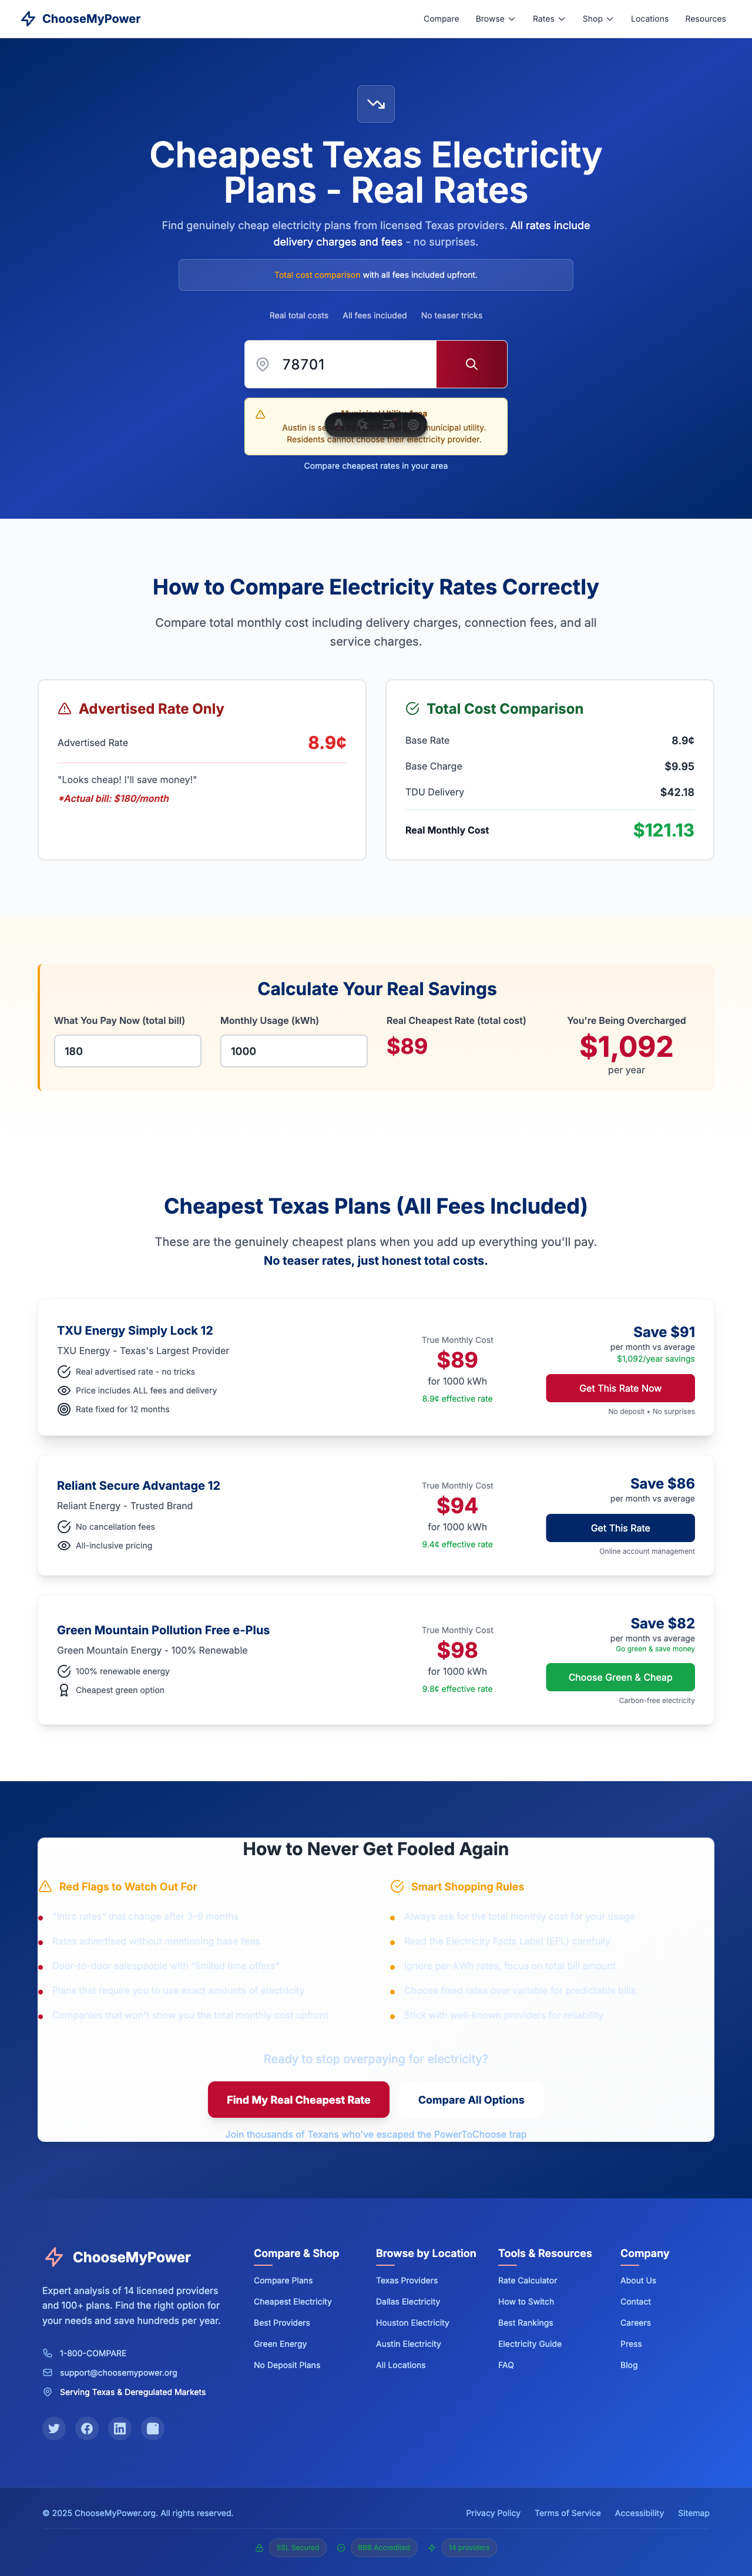 ChooseMyPower
Compare Browse Rates Shop Locations Resources
Cheapest Texas Electricity
Plans - Real Rates
Find genuinely cheap electricity plans from licensed Texas providers. All rates include
delivery charges and fees - no surprises.
Total cost comparison with all fees included upfront.
Real total costs All fees included No teaser tricks
78701
Municipal Utility Area
Austin is se municipal utility.
Residents cannot choose their electricity provider.
Compare cheapest rates in your area
How to Compare Electricity Rates Correctly
Compare total monthly cost including delivery charges, connection fees, and all
service charges.
Advertised Rate Only
Advertised Rate 8.9¢
"Looks cheap! I'll save money!"
*Actual bill: $180/month
Total Cost Comparison
Base Rate 8.9¢
Base Charge $9.95
TDU Delivery $42.18
Real Monthly Cost $121.13
Calculate Your Real Savings
What You Pay Now (total bill)
180
Monthly Usage (kWh)
1000
Real Cheapest Rate (total cost)
$89
You're Being Overcharged
$1,092
per year
Cheapest Texas Plans (All Fees Included)
These are the genuinely cheapest plans when you add up everything you'll pay.
No teaser rates, just honest total costs.
TXU Energy Simply Lock 12
TXU Energy - Texas's Largest Provider
Real advertised rate - no tricks
Price includes ALL fees and delivery
Rate fixed for 12 months
True Monthly Cost
$89
for 1000 kWh
8.9¢ effective rate
Save $91
per month vs average
$1,092/year savings
Get This Rate Now
No deposit • No surprises
Reliant Secure Advantage 12
Reliant Energy - Trusted Brand
No cancellation fees
All-inclusive pricing
True Monthly Cost
$94
for 1000 kWh
9.4¢ effective rate
Save $86
per month vs average
Get This Rate
Online account management
Green Mountain Pollution Free e-Plus
Green Mountain Energy - 100% Renewable
100% renewable energy
Cheapest green option
True Monthly Cost
$98
for 1000 kWh
9.8¢ effective rate
Save $82
per month vs average
Go green & save money
Choose Green & Cheap
Carbon-free electricity
How to Never Get Fooled Again
Red Flags to Watch Out For
"Intro rates" that change after 3-6 months
Rates advertised without mentioning base fees
Door-to-door salespeople with "limited time offers"
Plans that require you to use exact amounts of electricity
Companies that won't show you the total monthly cost upfront
Smart Shopping Rules
Always ask for the total monthly cost for your usage
Read the Electricity Facts Label (EFL) carefully
Ignore per-kWh rates, focus on total bill amount
Choose fixed rates over variable for predictable bills
Stick with well-known providers for reliability
Ready to stop overpaying for electricity?
Find My Real Cheapest Rate
Compare All Options
Join thousands of Texans who've escaped the PowerToChoose trap
ChooseMyPower
Expert analysis of 14 licensed providers
and 100+ plans. Find the right option for
your needs and save hundreds per year.
1-800-COMPARE
support@choosemypower.org
Serving Texas & Deregulated Markets
Compare & Shop
Compare Plans
Cheapest Electricity
Best Providers
Green Energy
No Deposit Plans
Browse by Location
Texas Providers
Dallas Electricity
Houston Electricity
Austin Electricity
All Locations
Tools & Resources
Rate Calculator
How to Switch
Best Rankings
Electricity Guide
FAQ
Company
About Us
Contact
Careers
Press
Blog
© 2025 ChooseMyPower.org. All rights reserved.
Privacy Policy Terms of Service Accessibility Sitemap
SSL Secured BBB Accredited 14 providers